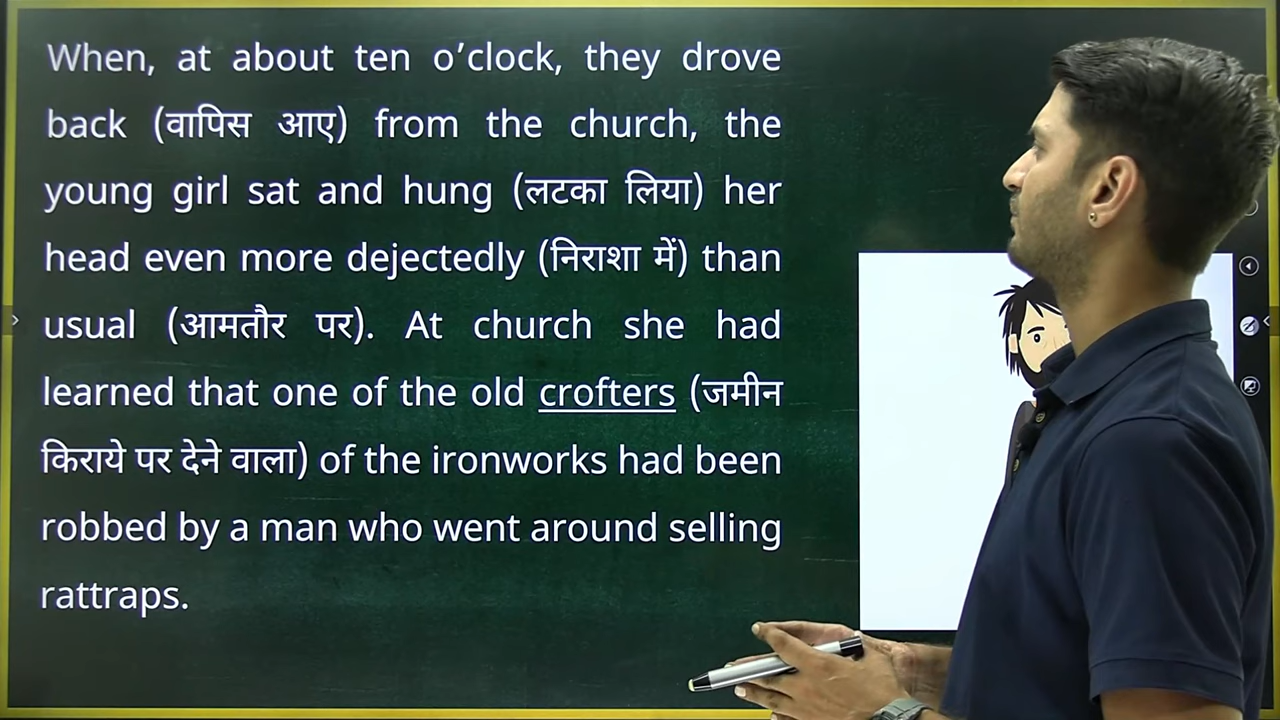 When, at about ten o’clock, they drove
back (वापिस आए) from the church, the
young girl sat and hung (लटका लिया) her
head even more dejectedly (निराशा में) than
usual (आमतौर पर). At church she had
learned that one of the old crofters (जमीन
किराये पर देने वाला) of the ironworks had been
robbed by a man who went around selling
rattraps.